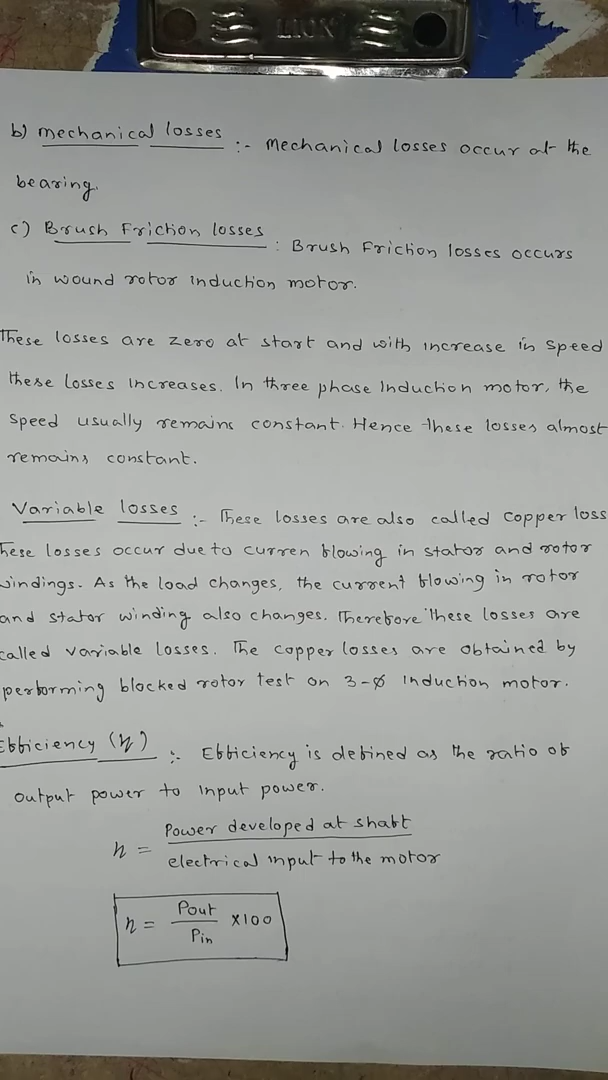 LION
b) mechanical losses :- Mechanical losses occur at the
bearing.
c) Brush Friction losses : Brush Friction losses occurs
in wound rotor induction motor.
These losses are zero at start and with increase in speed
these losses increases. In three phase Induction motor, the
speed usually remains constant. Hence these losses almost
remains constant.
Variable losses :- These losses are also called copper loss
These losses occur due to curren flowing in stator and rotor
windings. As the load changes, the current flowing in rotor
and stator winding also changes. Therefore these losses are
called variable losses. The copper losses are obtained by
performing blocked rotor test on 3-ϕ induction motor.
Efficiency (η) :- Efficiency is defined as the ratio of
output power to input power.
η = Power developed at shaft
electrical input to the motor
η = Pout / Pin × 100